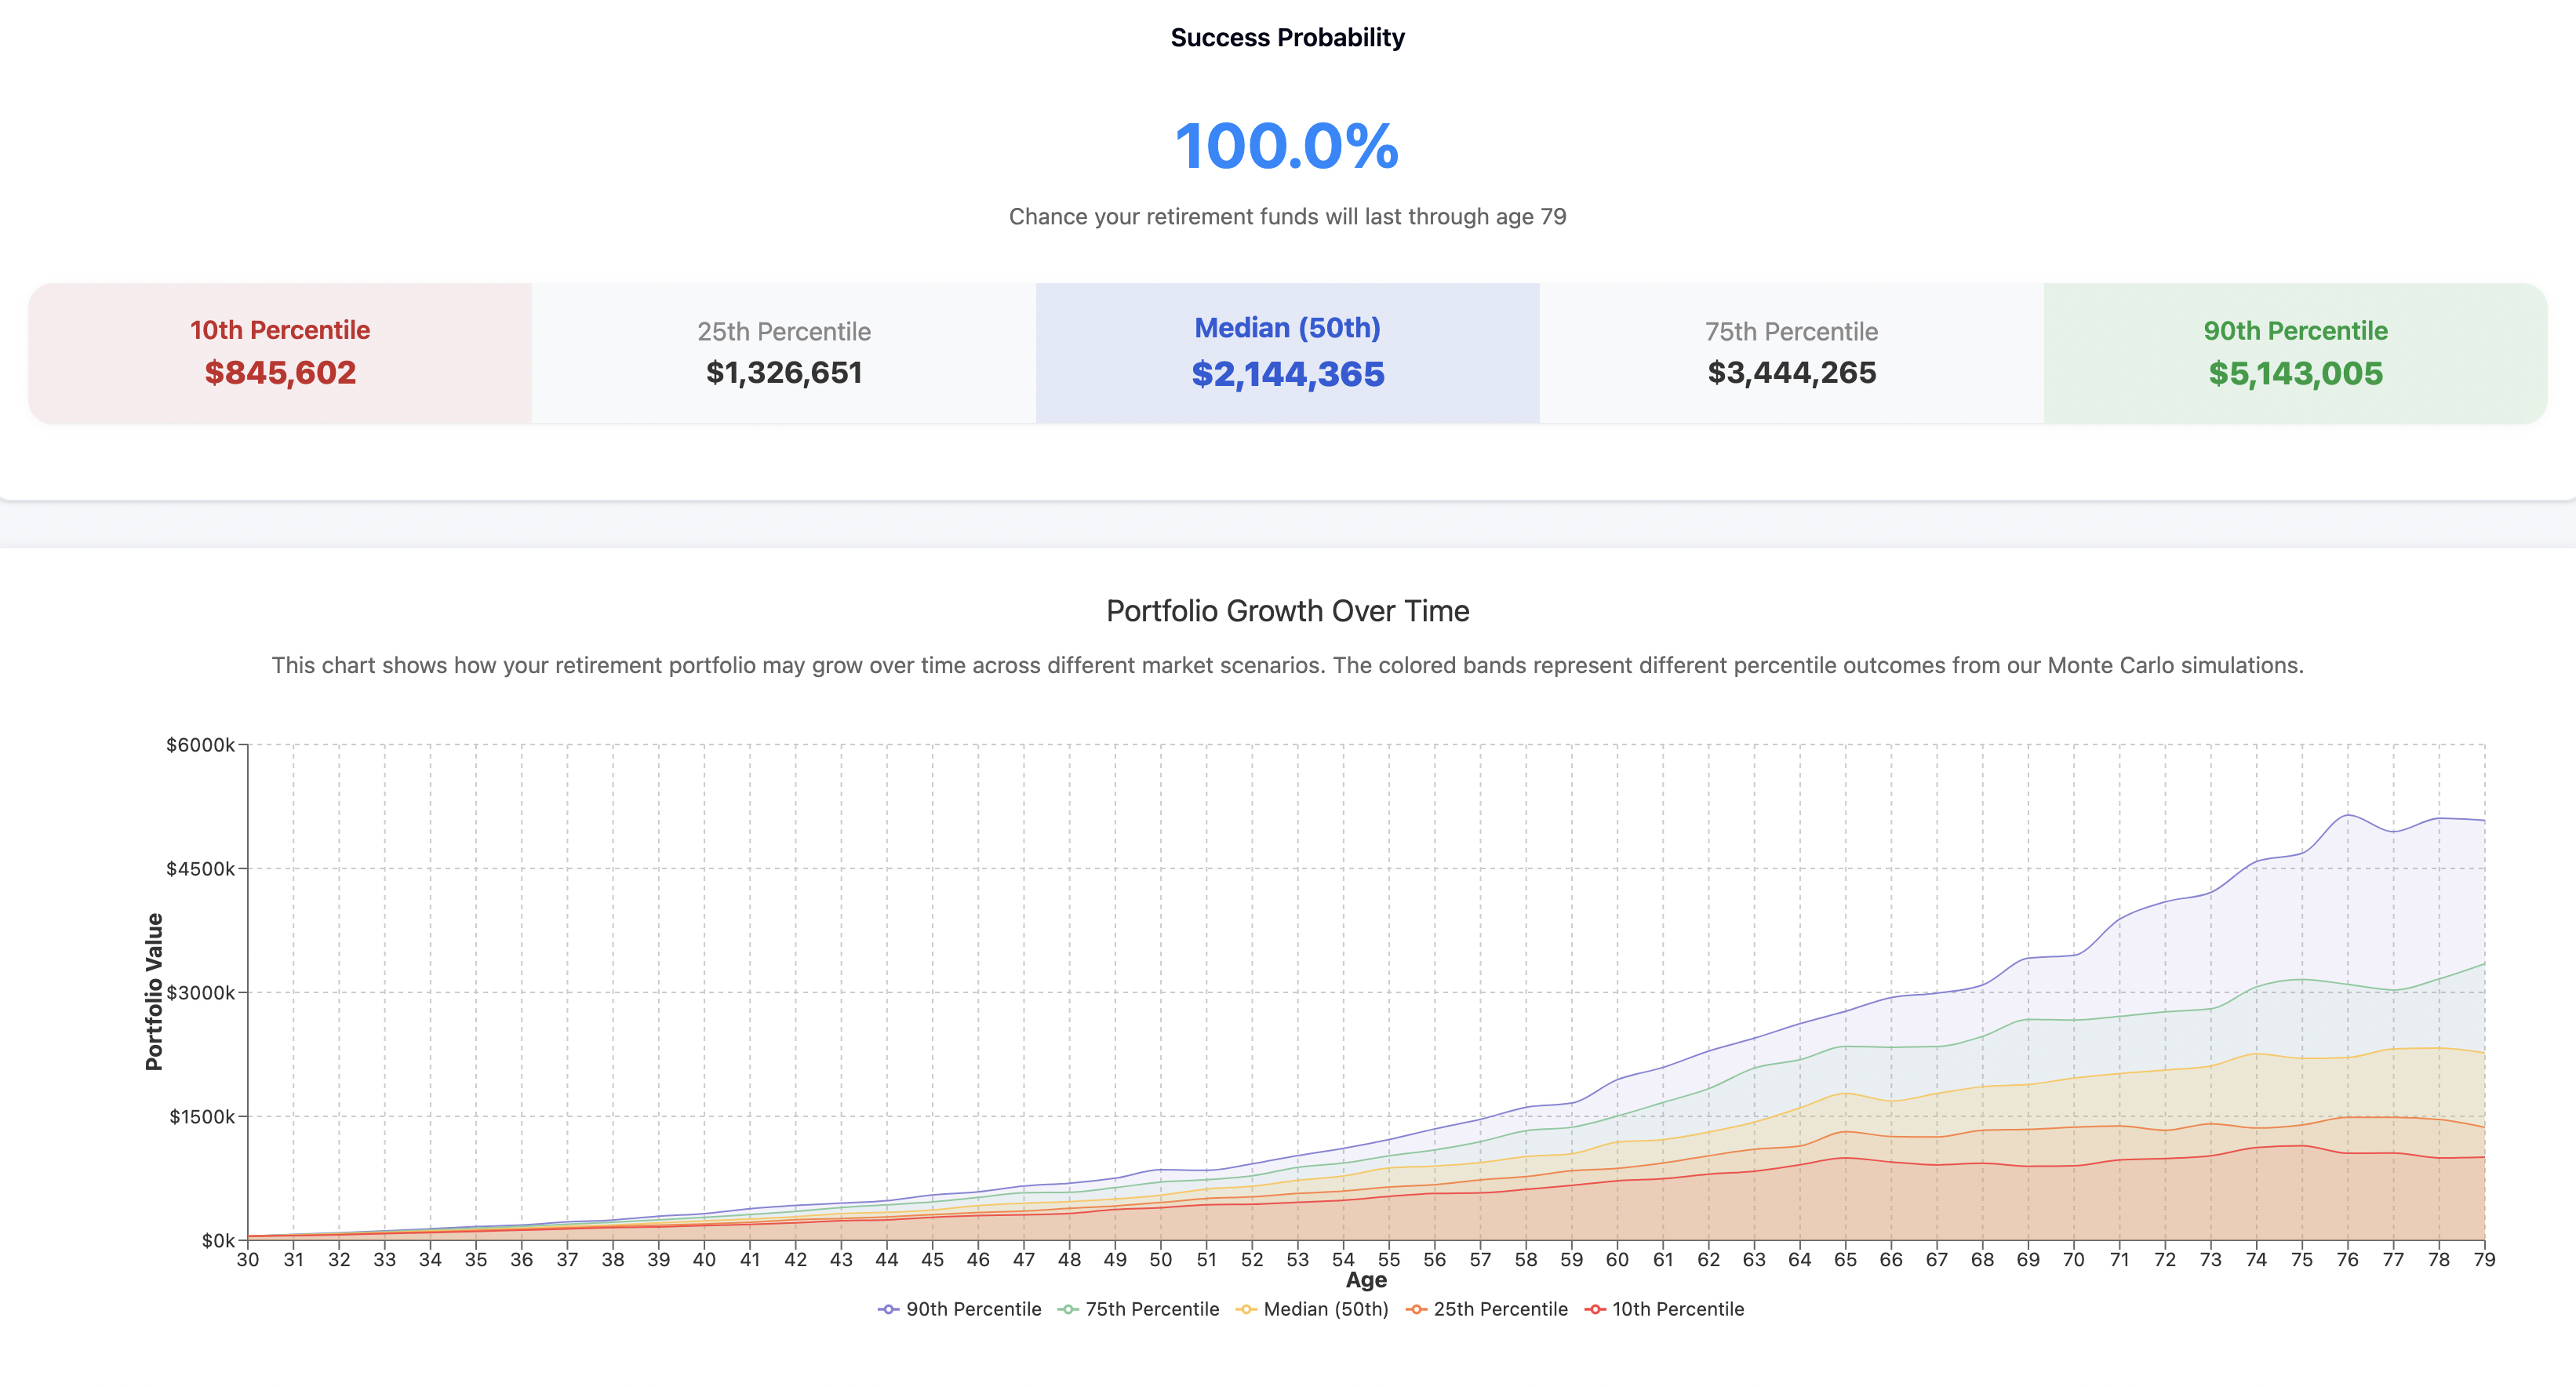 Success Probability
100.0%
Chance your retirement funds will last through age 79
10th Percentile
$845,602
25th Percentile
$1,326,651
Median (50th)
$2,144,365
75th Percentile
$3,444,265
90th Percentile
$5,143,005
Portfolio Growth Over Time
This chart shows how your retirement portfolio may grow over time across different market scenarios. The colored bands represent different percentile outcomes from our Monte Carlo simulations.
Portfolio Value
$6000k
$4500k
$3000k
$1500k
$0k
30 31 32 33 34 35 36 37 38 39 40 41 42 43 44 45 46 47 48 49 50 51 52 53 54 55 56 57 58 59 60 61 62 63 64 65 66 67 68 69 70 71 72 73 74 75 76 77 78 79
Age
90th Percentile 75th Percentile Median (50th) 25th Percentile 10th Percentile